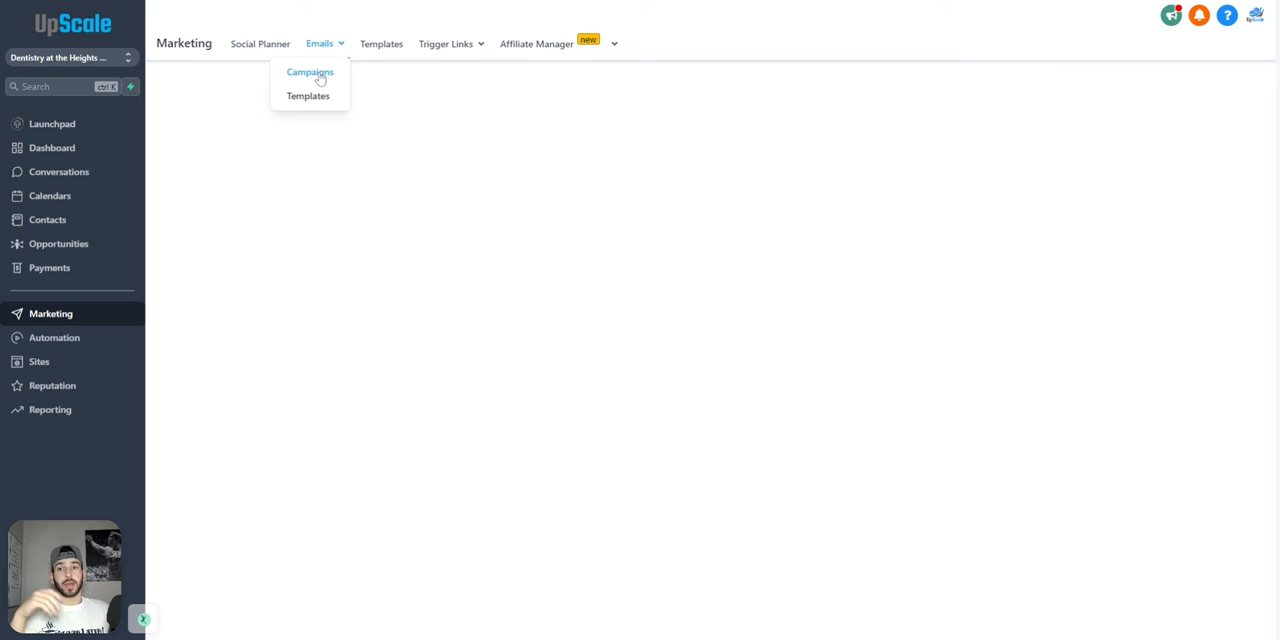 UpScale
Dentistry at the Heights ...
Search
ctrl K
Launchpad
Dashboard
Conversations
Calendars
Contacts
Opportunities
Payments
Marketing
Automation
Sites
Reputation
Reporting
Marketing
Social Planner
Emails
Templates
Trigger Links
Affiliate Manager
new
Campaigns
Templates
?